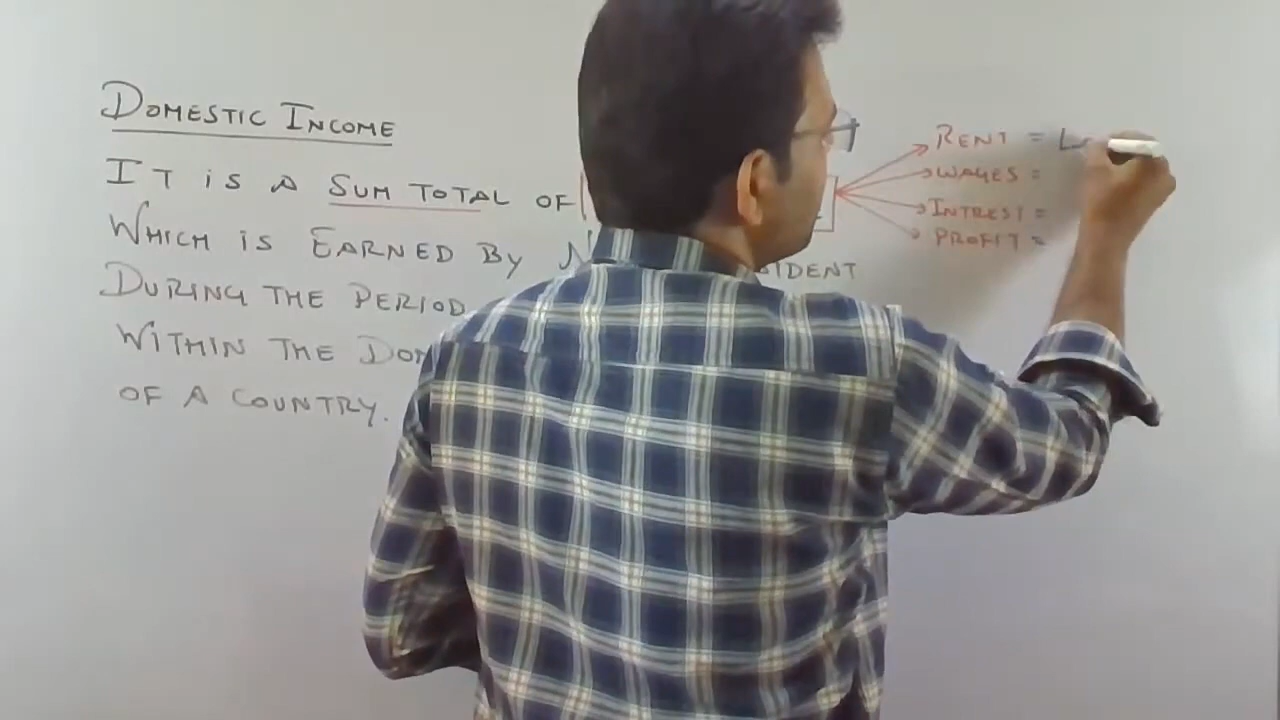 DOMESTIC INCOME
IT IS A SUM TOTAL OF
WHICH IS EARNED BY
DURING THE PERIOD
WITHIN THE
OF A COUNTRY.
RENT =
WAGES =
INTREST =
PROFIT =